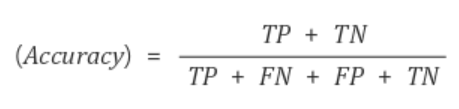 (Accuracy) = TP + TN / TP + FN + FP + TN